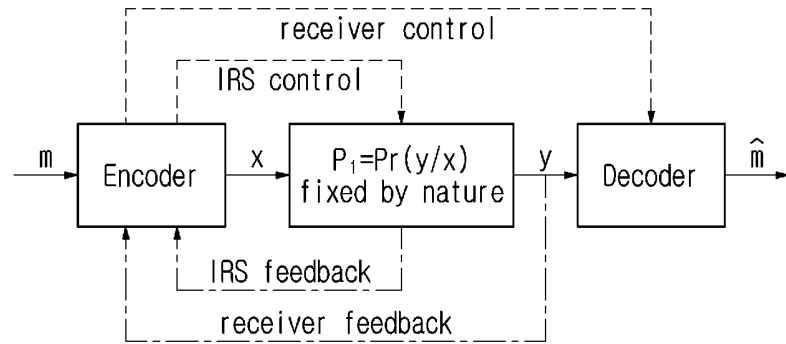 receiver control
IRS control
m
Encoder
x
P₁=Pr(y/x)
fixed by nature
y
Decoder
m̂
IRS feedback
receiver feedback